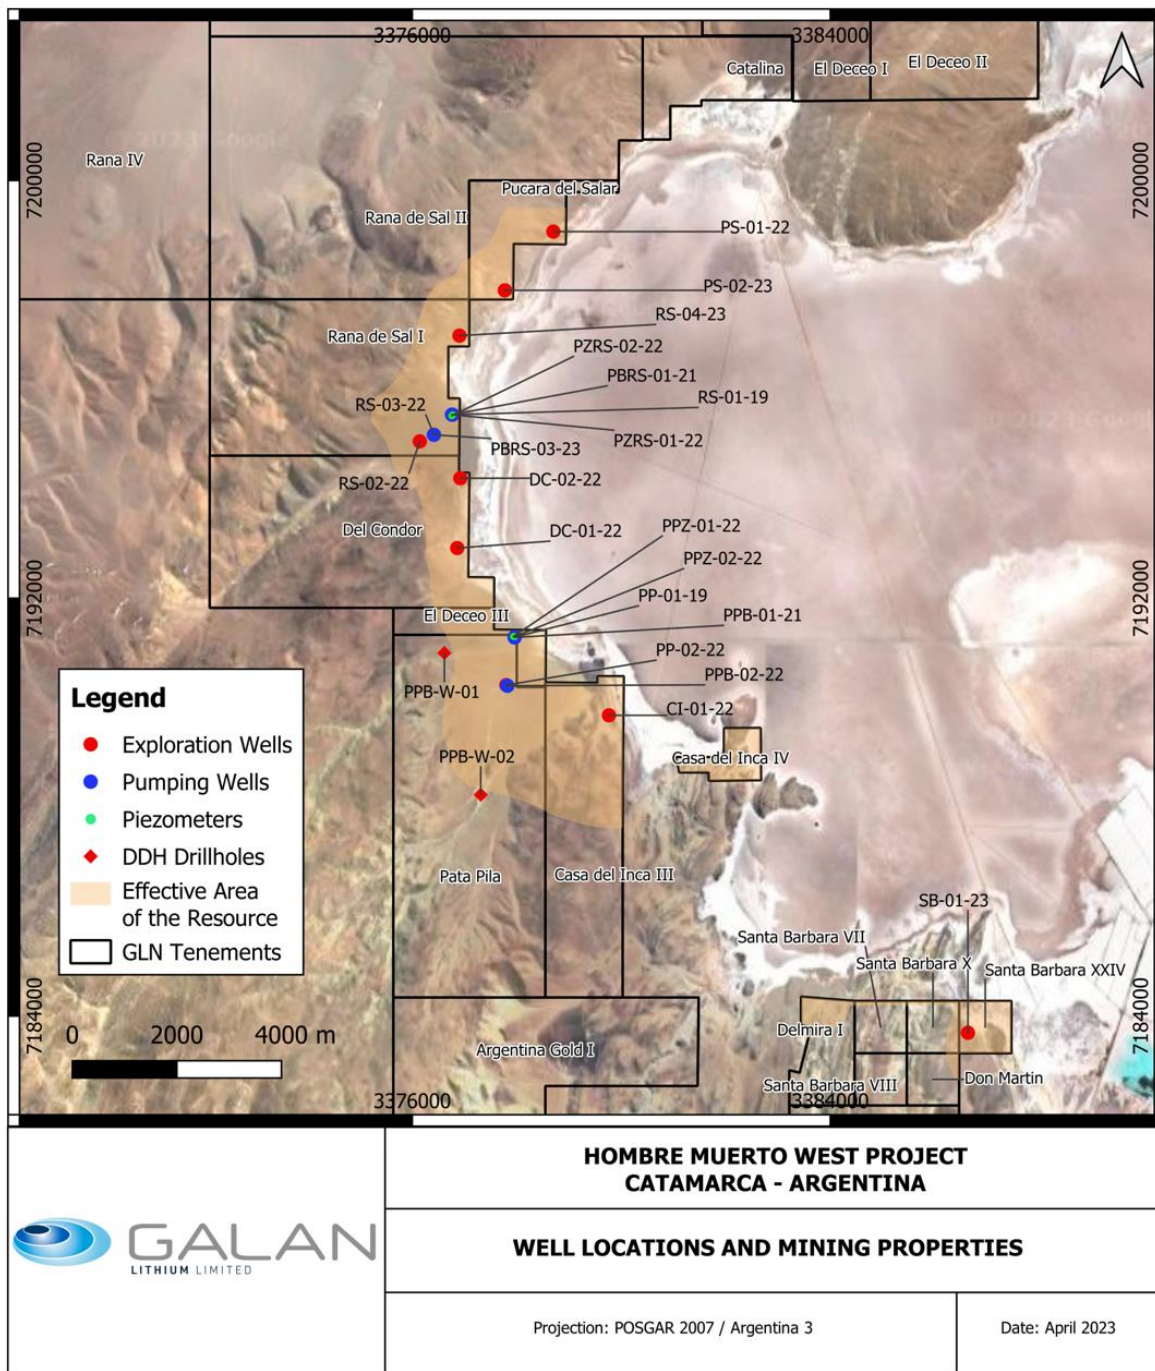 3376000
3384000
Catalina
El Deceo I
El Deceo II
Rana IV
7200000
7200000
Pucara del Salar
Rana de Sal II
PS-01-22
PS-02-23
RS-04-23
Rana de Sal I
PZRS-02-22
PBRS-01-21
RS-01-19
RS-03-22
PZRS-01-22
PBRS-03-23
RS-02-22
DC-02-22
Del Condor
DC-01-22
PPZ-01-22
PPZ-02-22
7192000
7192000
PP-01-19
El Deceo III
PPB-01-21
PP-02-22
PPB-02-22
PPB-W-01
CI-01-22
Legend
Exploration Wells
Pumping Wells
Piezometers
DDH Drillholes
Effective Area
of the Resource
GLN Tenements
PPB-W-02
Casa del Inca IV
Pata Pila
Casa del Inca III
SB-01-23
Santa Barbara VII
Santa Barbara X
Santa Barbara XXIV
7184000
7184000
0 2000 4000 m
Delmira I
Argentina Gold I
Santa Barbara VIII
Don Martin
3376000
3384000
HOMBRE MUERTO WEST PROJECT
CATAMARCA - ARGENTINA
GALAN
LITHIUM LIMITED
WELL LOCATIONS AND MINING PROPERTIES
Projection: POSGAR 2007 / Argentina 3
Date: April 2023